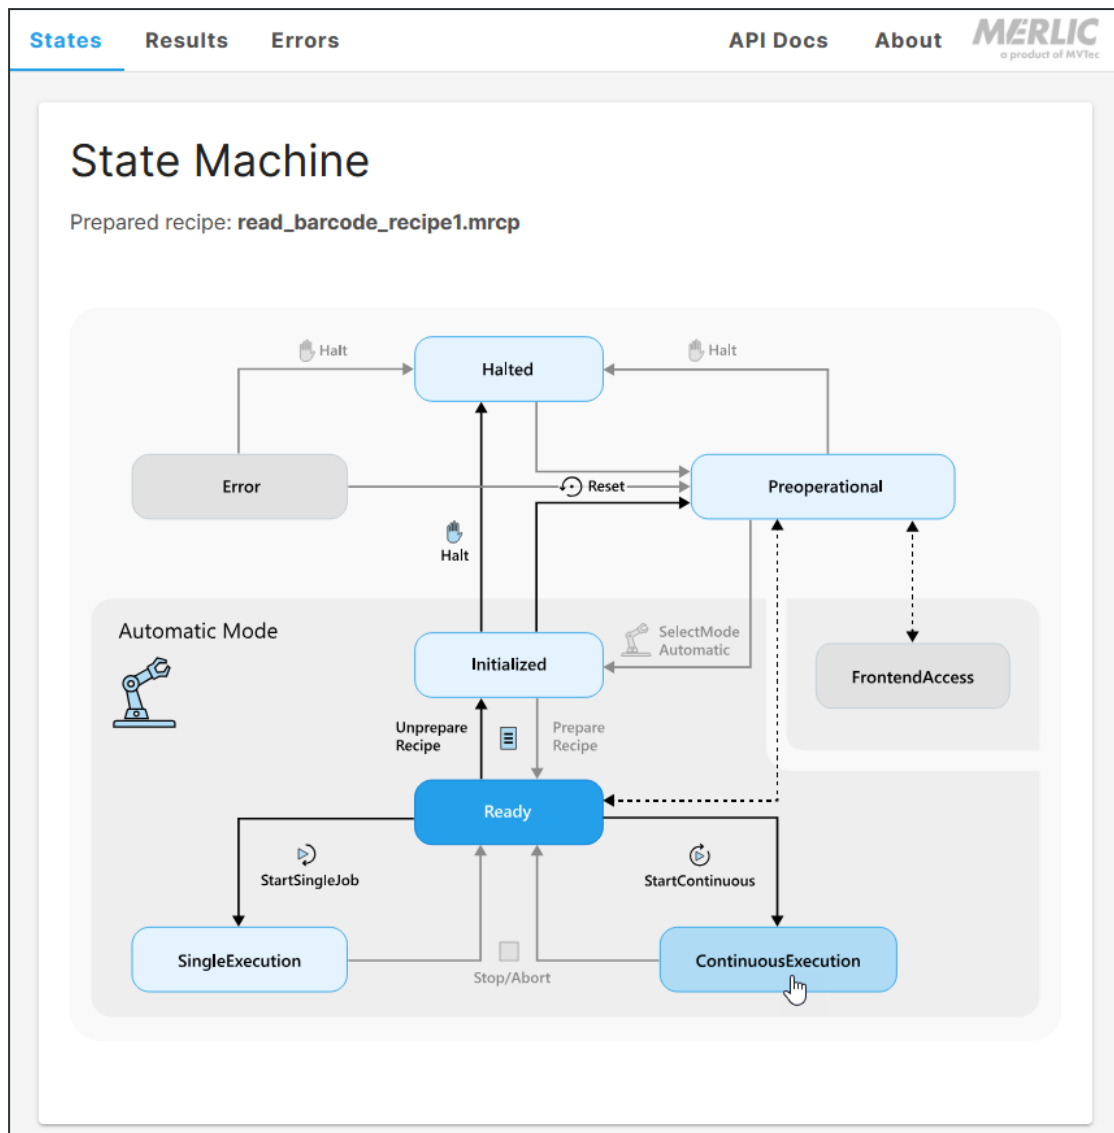 States Results Errors API Docs About MERLIC
a product of MVTec
State Machine
Prepared recipe: read_barcode_recipe1.mrcp
Halt
Halted
Halt
Error
Reset
Preoperational
Halt
Automatic Mode
Initialized
SelectMode
Automatic
FrontendAccess
Unprepare
Recipe
Prepare
Recipe
Ready
StartSingleJob
StartContinuous
SingleExecution
Stop/Abort
ContinuousExecution